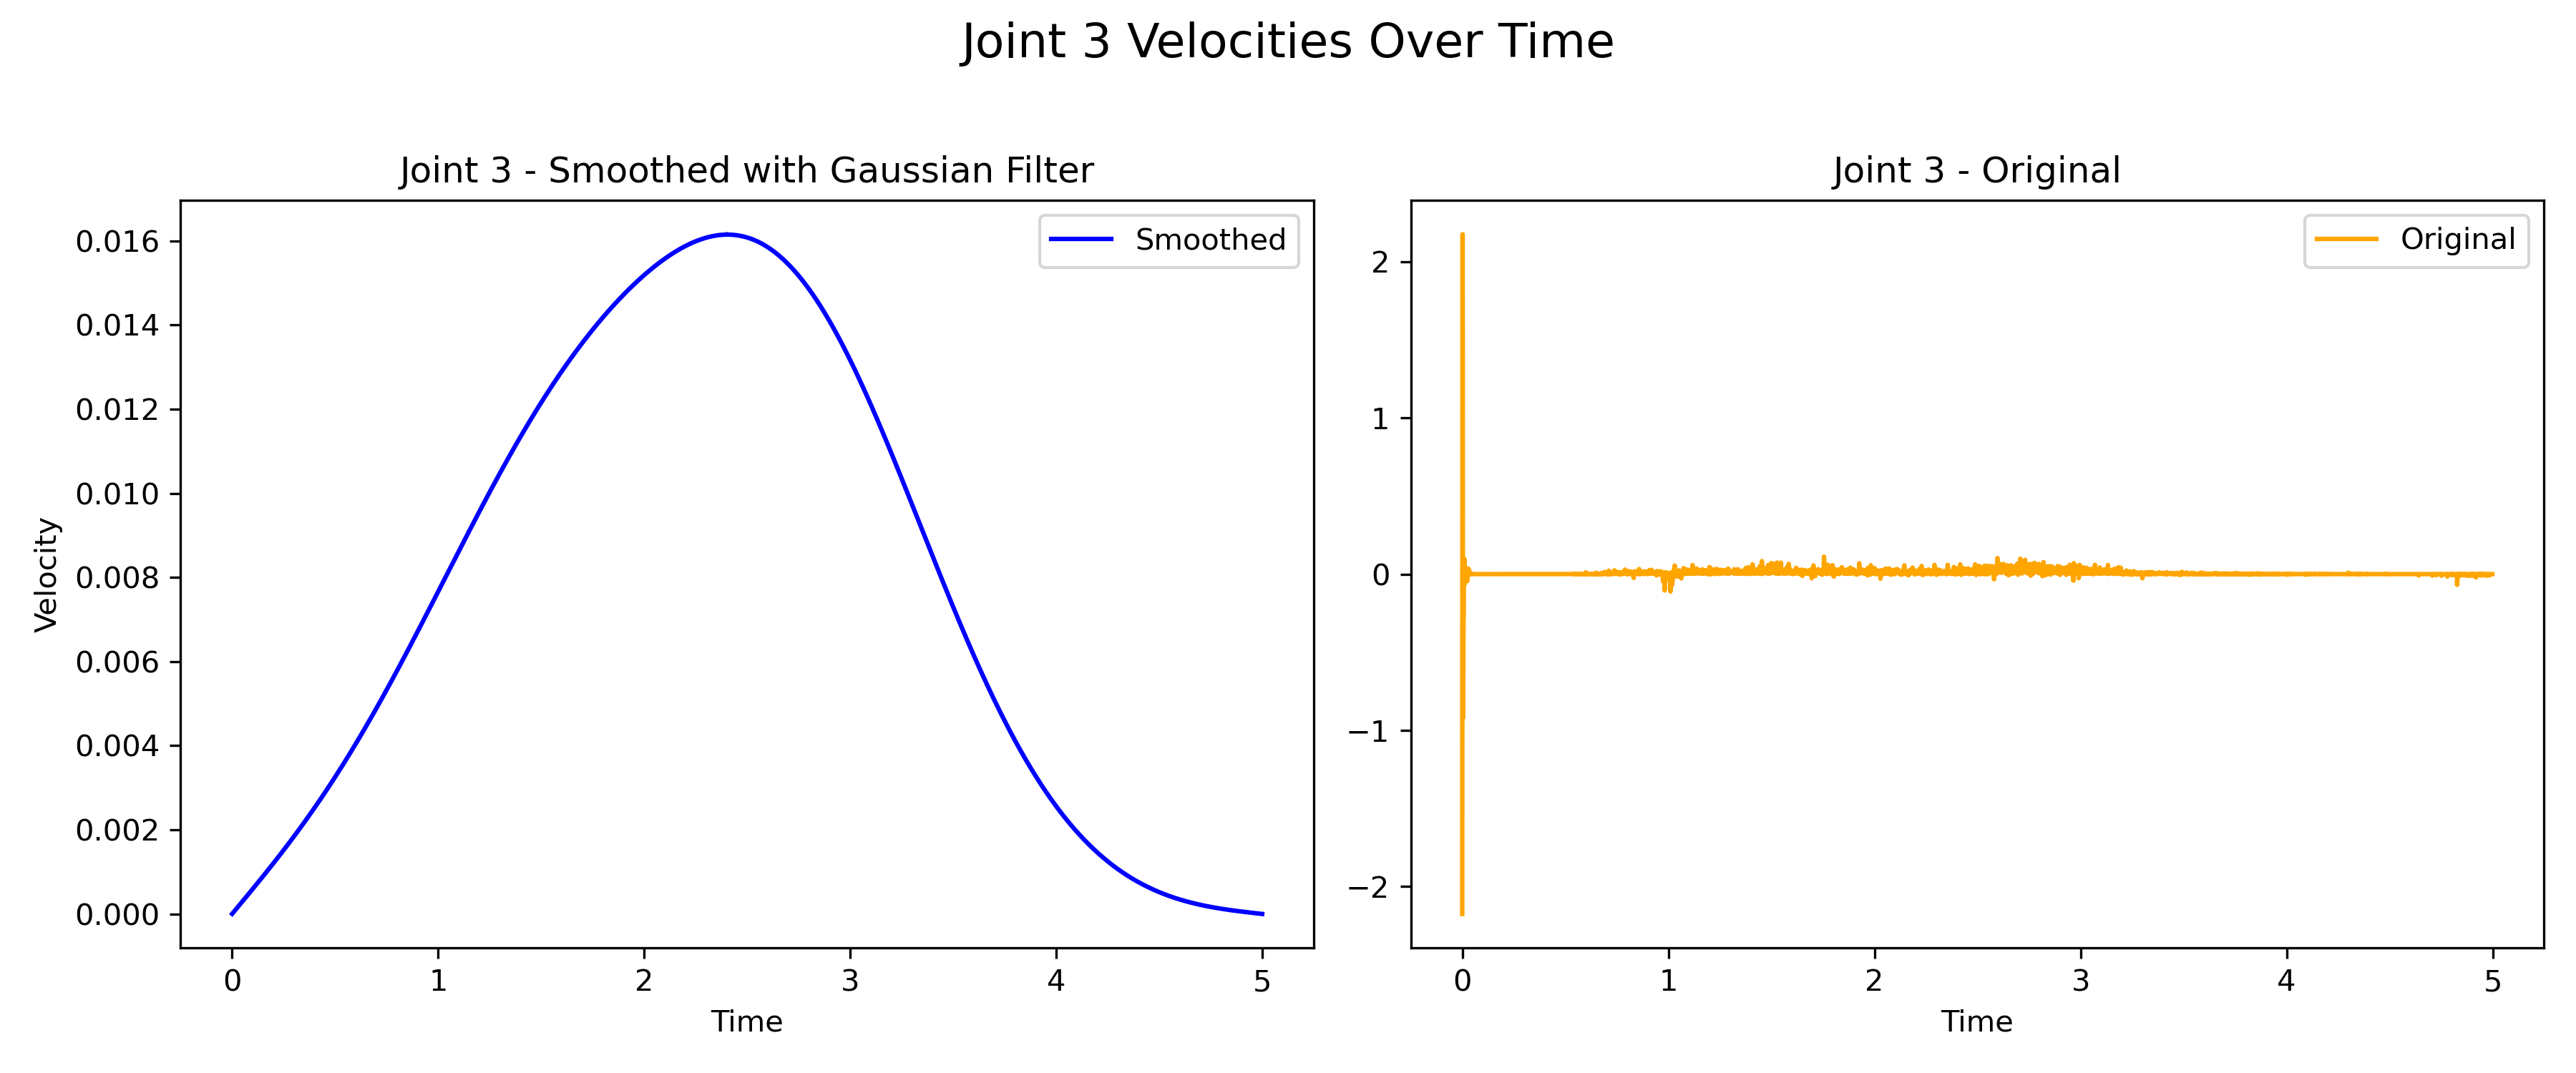 Joint 3 Velocities Over Time
Joint 3 - Smoothed with Gaussian Filter
Smoothed
Velocity
0.016
0.014
0.012
0.010
0.008
0.006
0.004
0.002
0.000
0 1 2 3 4 5
Time
Joint 3 - Original
Original
2
1
0
−1
−2
0 1 2 3 4 5
Time